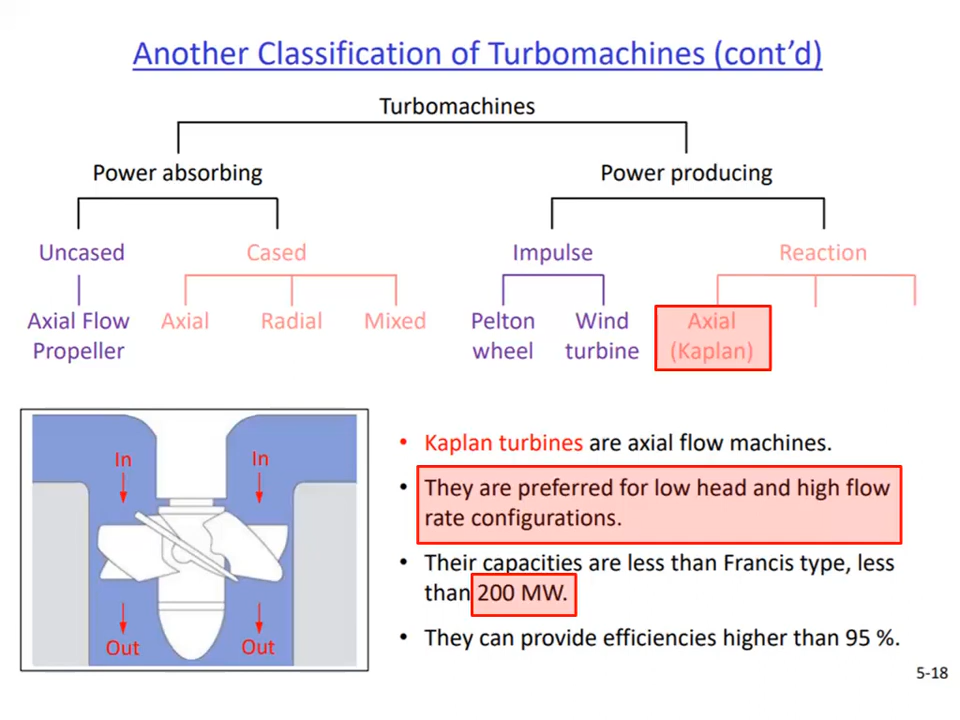 Another Classification of Turbomachines (cont’d)
Turbomachines
Power absorbing
Power producing
Uncased
Cased
Impulse
Reaction
Axial Flow
Propeller
Axial
Radial
Mixed
Pelton
wheel
Wind
turbine
Axial
(Kaplan)
In
In
Out
Out
• Kaplan turbines are axial flow machines.
• They are preferred for low head and high flow
rate configurations.
• Their capacities are less than Francis type, less
than 200 MW.
• They can provide efficiencies higher than 95 %.
5-18